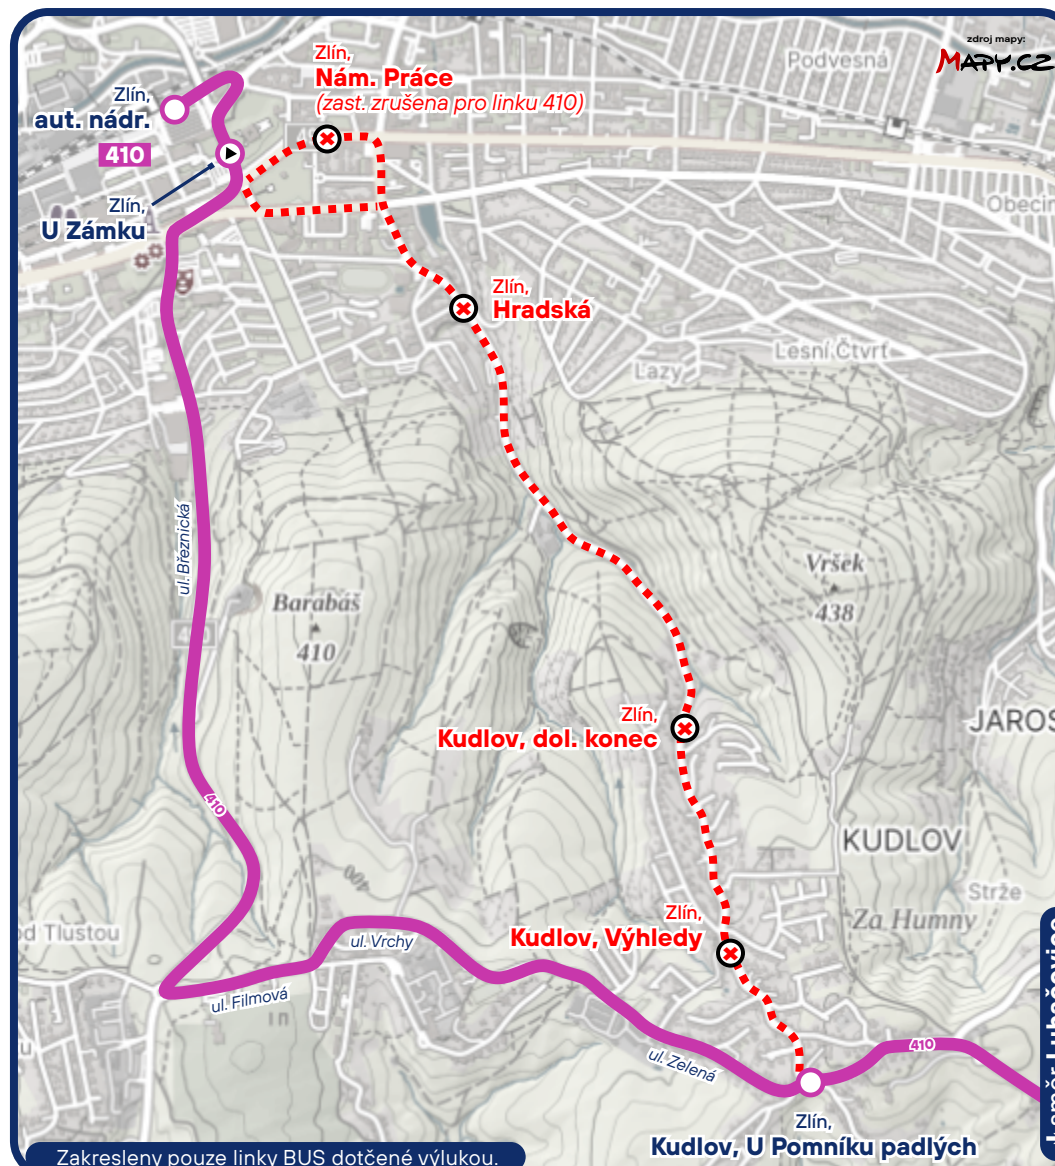 zdroj mapy:
MAPY.CZ
Podvesná
Zlín,
Nám. Práce
(zast. zrušena pro linku 410)
Zlín,
aut. nádr.
410
Zlín,
U Zámku
Obecin
Zlín,
Hradská
Lesní Čtvrť
Lazy
ul. Březnická
Vršek
438
Barabáš
410
Zlín,
Kudlov, dol. konec
JAROS
410
KUDLOV
400
Strže
Za Humny
od Tlustou
Zlín,
Kudlov, Výhledy
ul. Vrchy
ul. Filmová
ul. Zelená
410
Zlín,
Kudlov, U Pomníku padlých
Zakresleny pouze linky BUS dotčené výlukou.